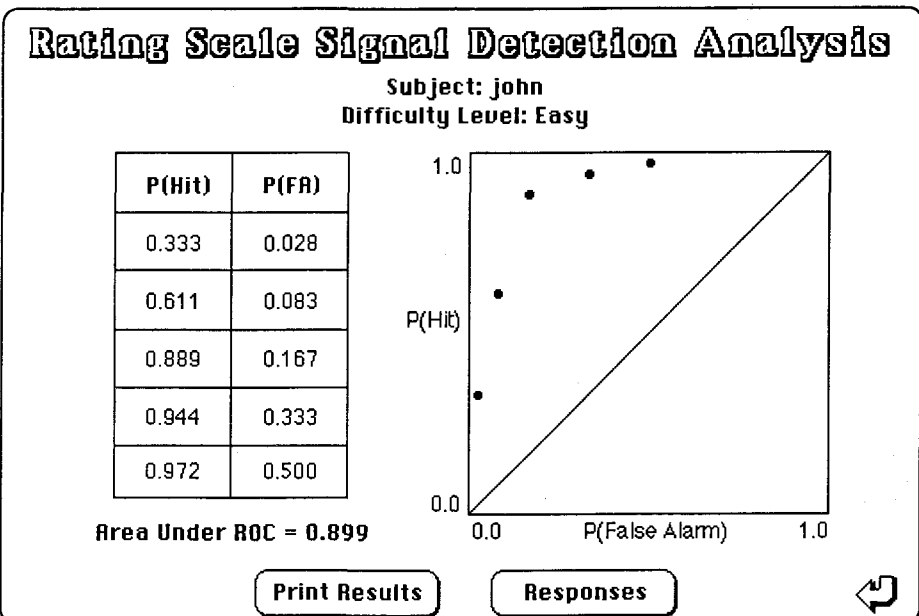 Rating Scale Signal Detection Analysis
Subject: john
Difficulty Level: Easy
P(Hit) P(FA)
0.333 0.028
0.611 0.083
0.889 0.167
0.944 0.333
0.972 0.500
Area Under ROC = 0.899
1.0
P(Hit)
0.0
0.0 P(False Alarm) 1.0
Print Results Responses